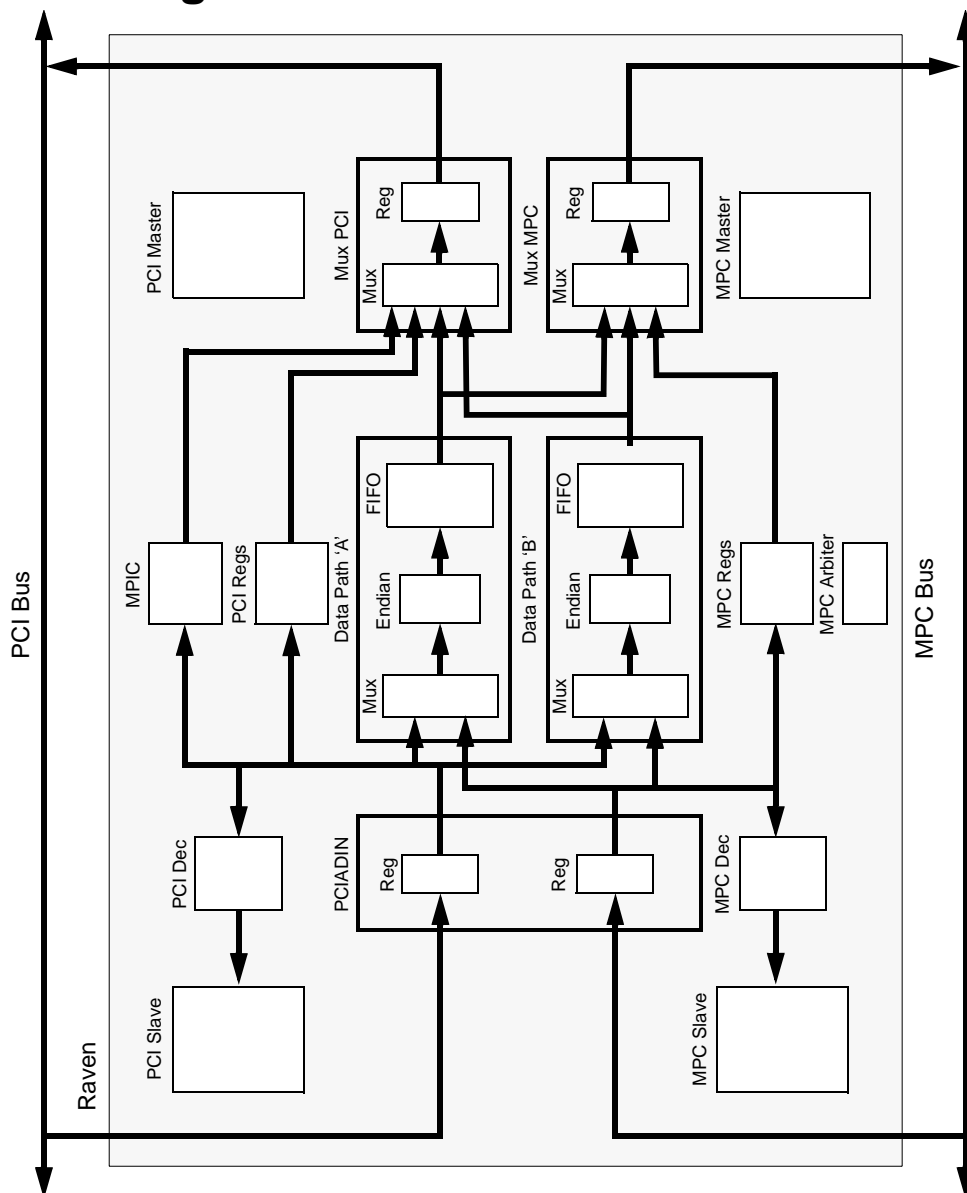 PCI Bus
MPC Bus
Raven
PCI Master
Mux PCI
Reg
Mux
Mux MPC
Reg
Mux
MPC Master
MPIC
PCI Regs
Data Path ‘A’
FIFO
Endian
Mux
Data Path ‘B’
FIFO
Endian
Mux
MPC Regs
MPC Arbiter
PCI Dec
PCIADIN
Reg
Reg
MPC Dec
PCI Slave
MPC Slave